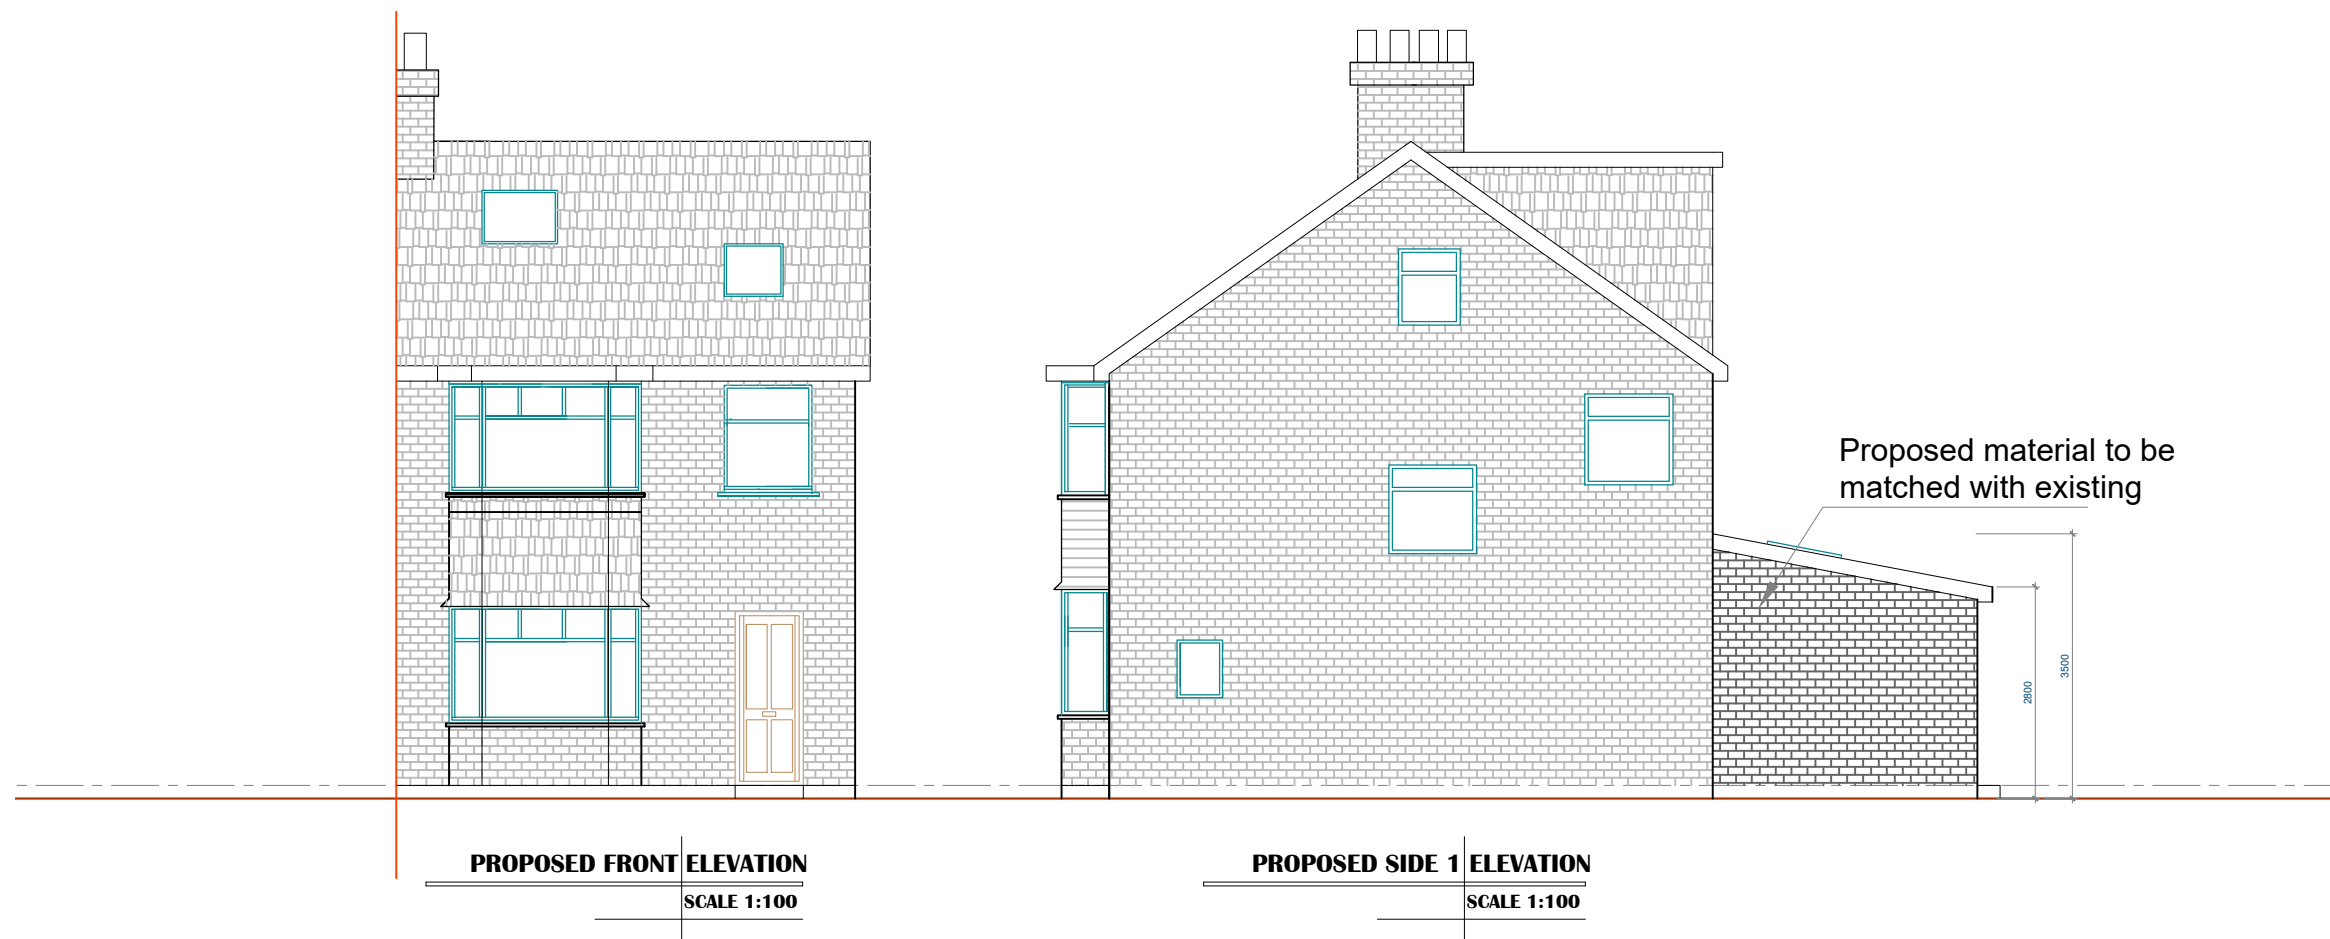 Proposed material to be
matched with existing
2800
3500
PROPOSED FRONT ELEVATION
SCALE 1:100
PROPOSED SIDE 1 ELEVATION
SCALE 1:100